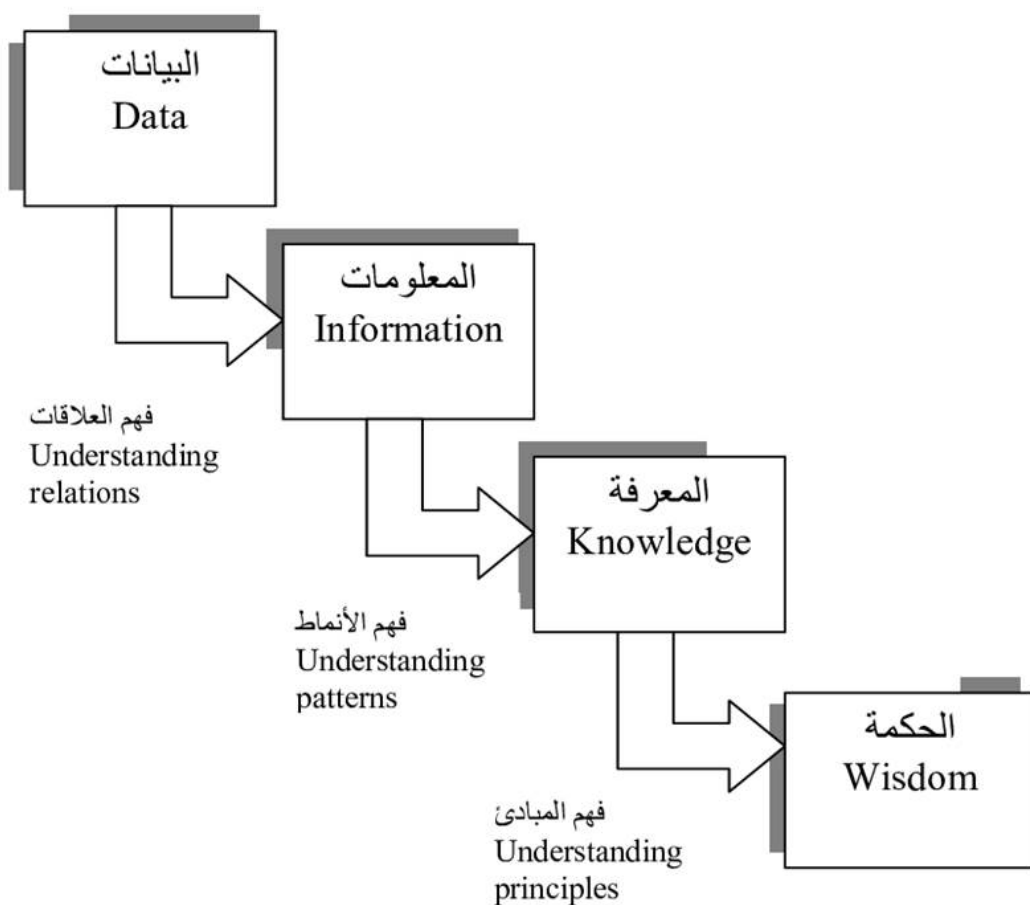 البيانات
Data
المعلومات
Information
فهم العلاقات
Understanding
relations
المعرفة
Knowledge
فهم الأنماط
Understanding
patterns
الحكمة
Wisdom
فهم المبادئ
Understanding
principles